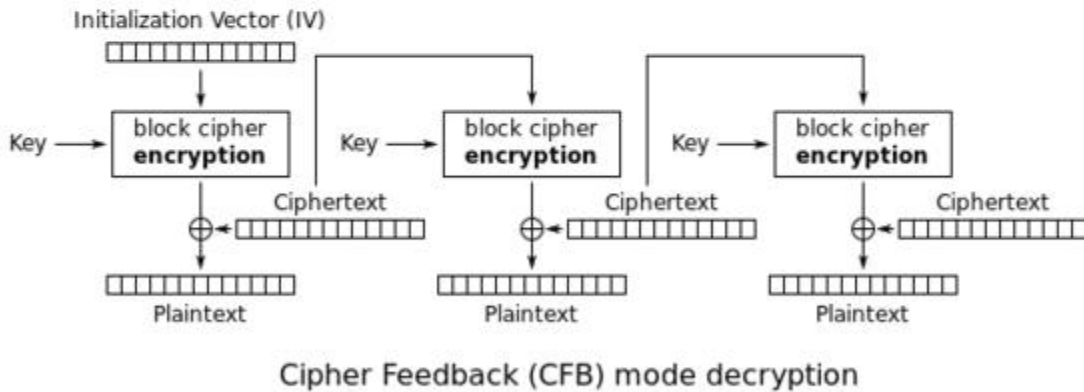 Initialization Vector (IV)
Key
block cipher
encryption
Key
block cipher
encryption
Key
block cipher
encryption
Ciphertext
Ciphertext
Ciphertext
Plaintext
Plaintext
Plaintext
Cipher Feedback (CFB) mode decryption